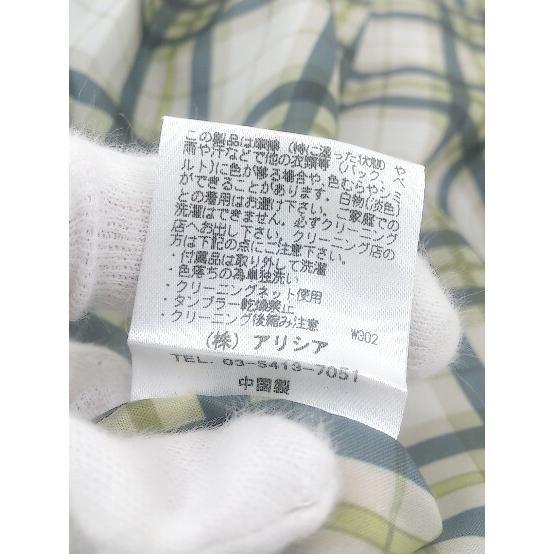 この製品は摩擦（特に湿った状態）や
雨や汗などで他の衣類等（バック、ベ
ルト)に色が移る場合や、色むらやシミ
ができることがあります。白物(淡色)
との着用はお避け下さい。ご家庭での
洗濯はできません。必ずクリーニング
店へお出し下さい。クリーニング店の
方は下記の点にご注意下さい。
・付属品は取り外して洗濯
・色落ちの為単独洗い
・クリーニングネット使用
・タンブラー乾燥禁止
・クリーニング後縮み注意
W302
(株) アリシア
TEL. 03-5413-7051
中国製